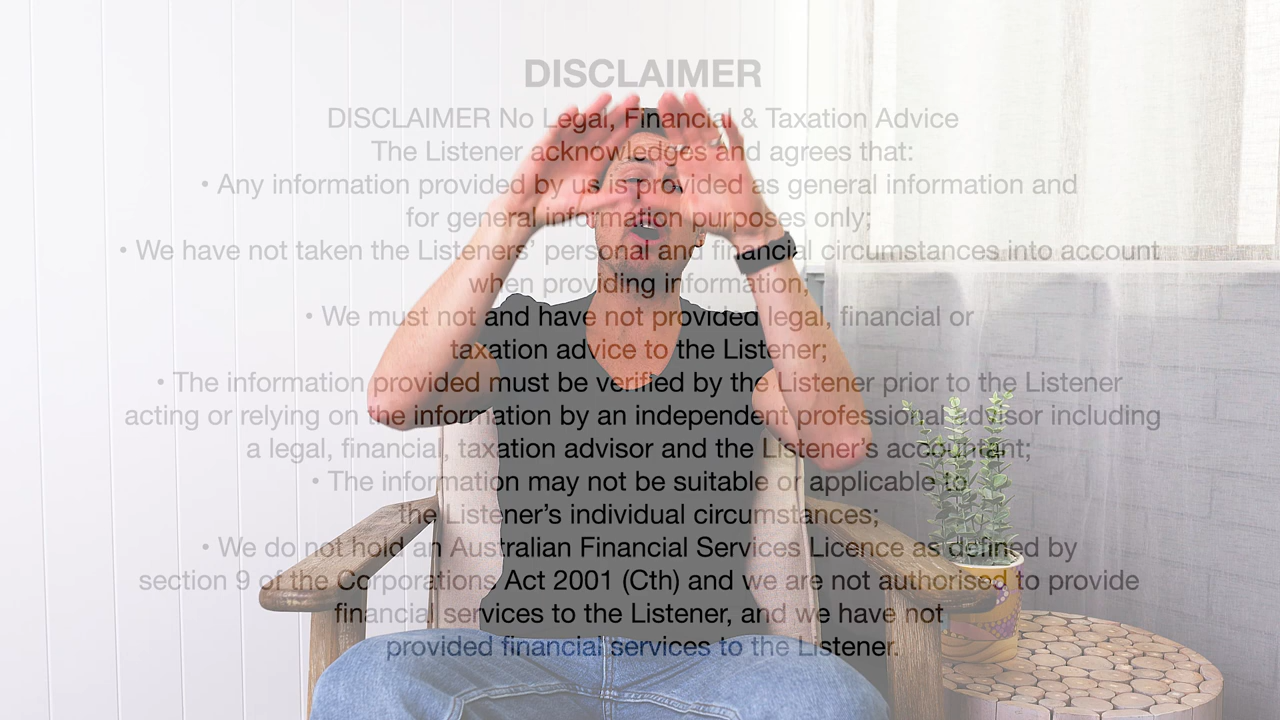 DISCLAIMER
DISCLAIMER No Legal, Financial & Taxation Advice
The Listener acknowledges and agrees that:
• Any information provided by us is provided as general information and
for general information purposes only;
• We have not taken the Listeners' personal and financial circumstances into account
when providing information;
• We must not and have not provided legal, financial or
taxation advice to the Listener;
• The information provided must be verified by the Listener prior to the Listener
acting or relying on the information by an independent professional advisor including
a legal, financial, taxation advisor and the Listener's accountant;
• The information may not be suitable or applicable to
the Listener's individual circumstances;
• We do not hold an Australian Financial Services Licence as defined by
section 9 of the Corporations Act 2001 (Cth) and we are not authorised to provide
financial services to the Listener, and we have not
provided financial services to the Listener.